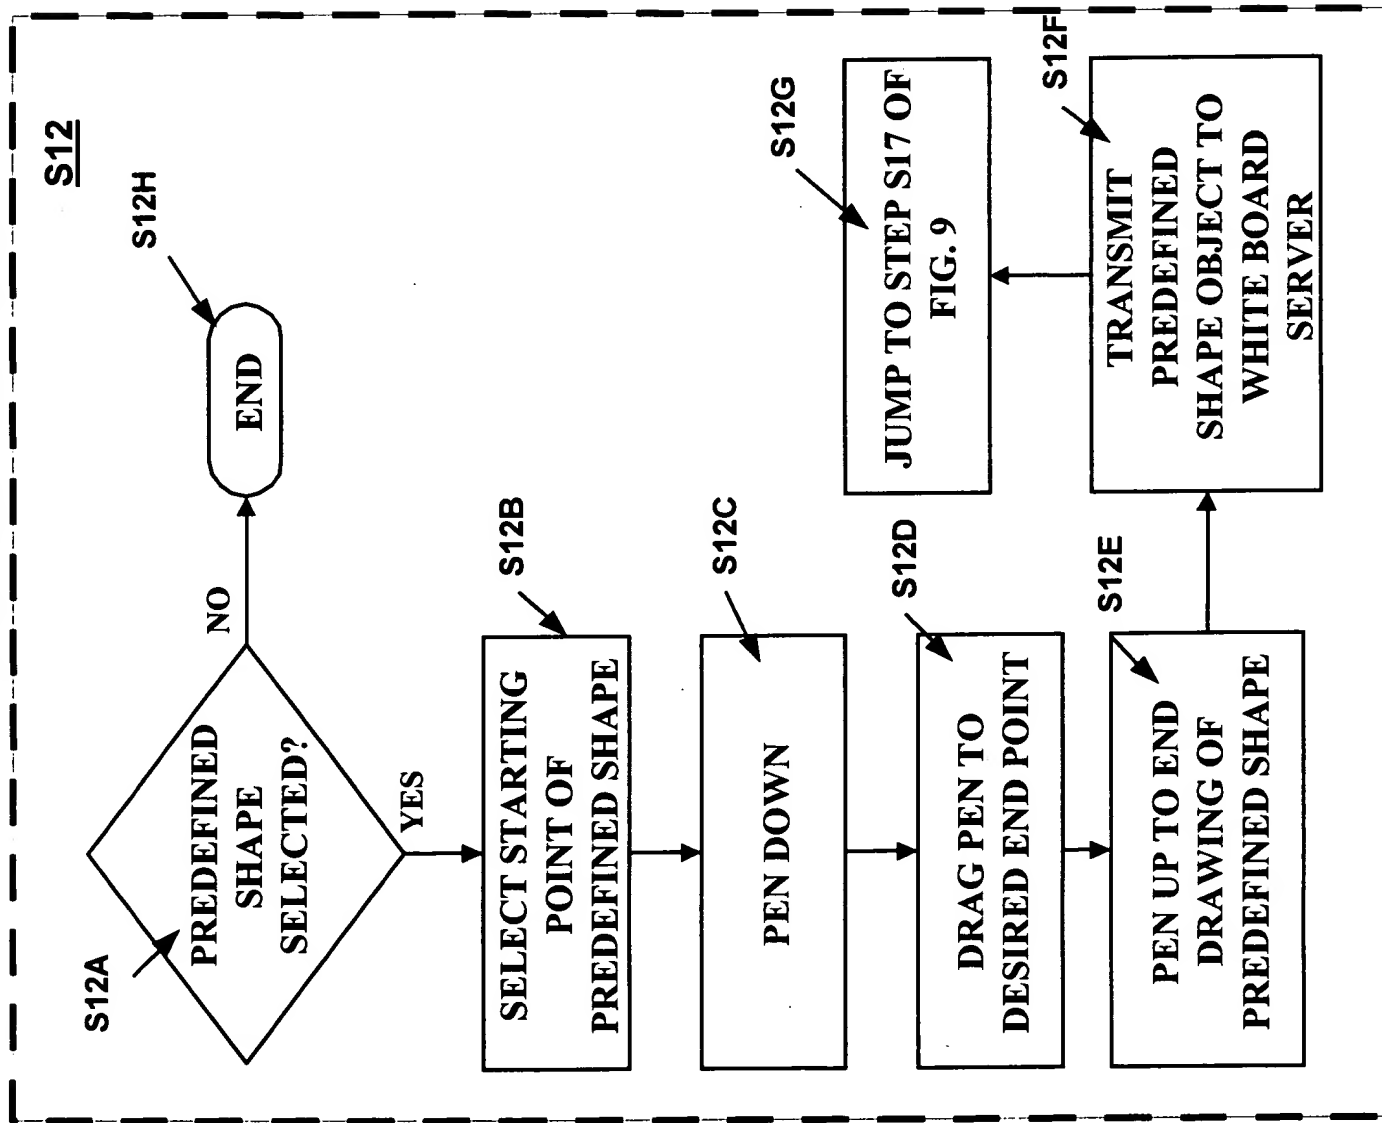 S12
S12A
PREDEFINED
SHAPE
SELECTED?
NO
S12H
END
YES
S12B
SELECT STARTING
POINT OF
PREDEFINED SHAPE
S12C
PEN DOWN
S12D
DRAG PEN TO
DESIRED END POINT
S12E
PEN UP TO END
DRAWING OF
PREDEFINED SHAPE
S12F
TRANSMIT
PREDEFINED
SHAPE OBJECT TO
WHITE BOARD
SERVER
S12G
JUMP TO STEP S17 OF
FIG. 9